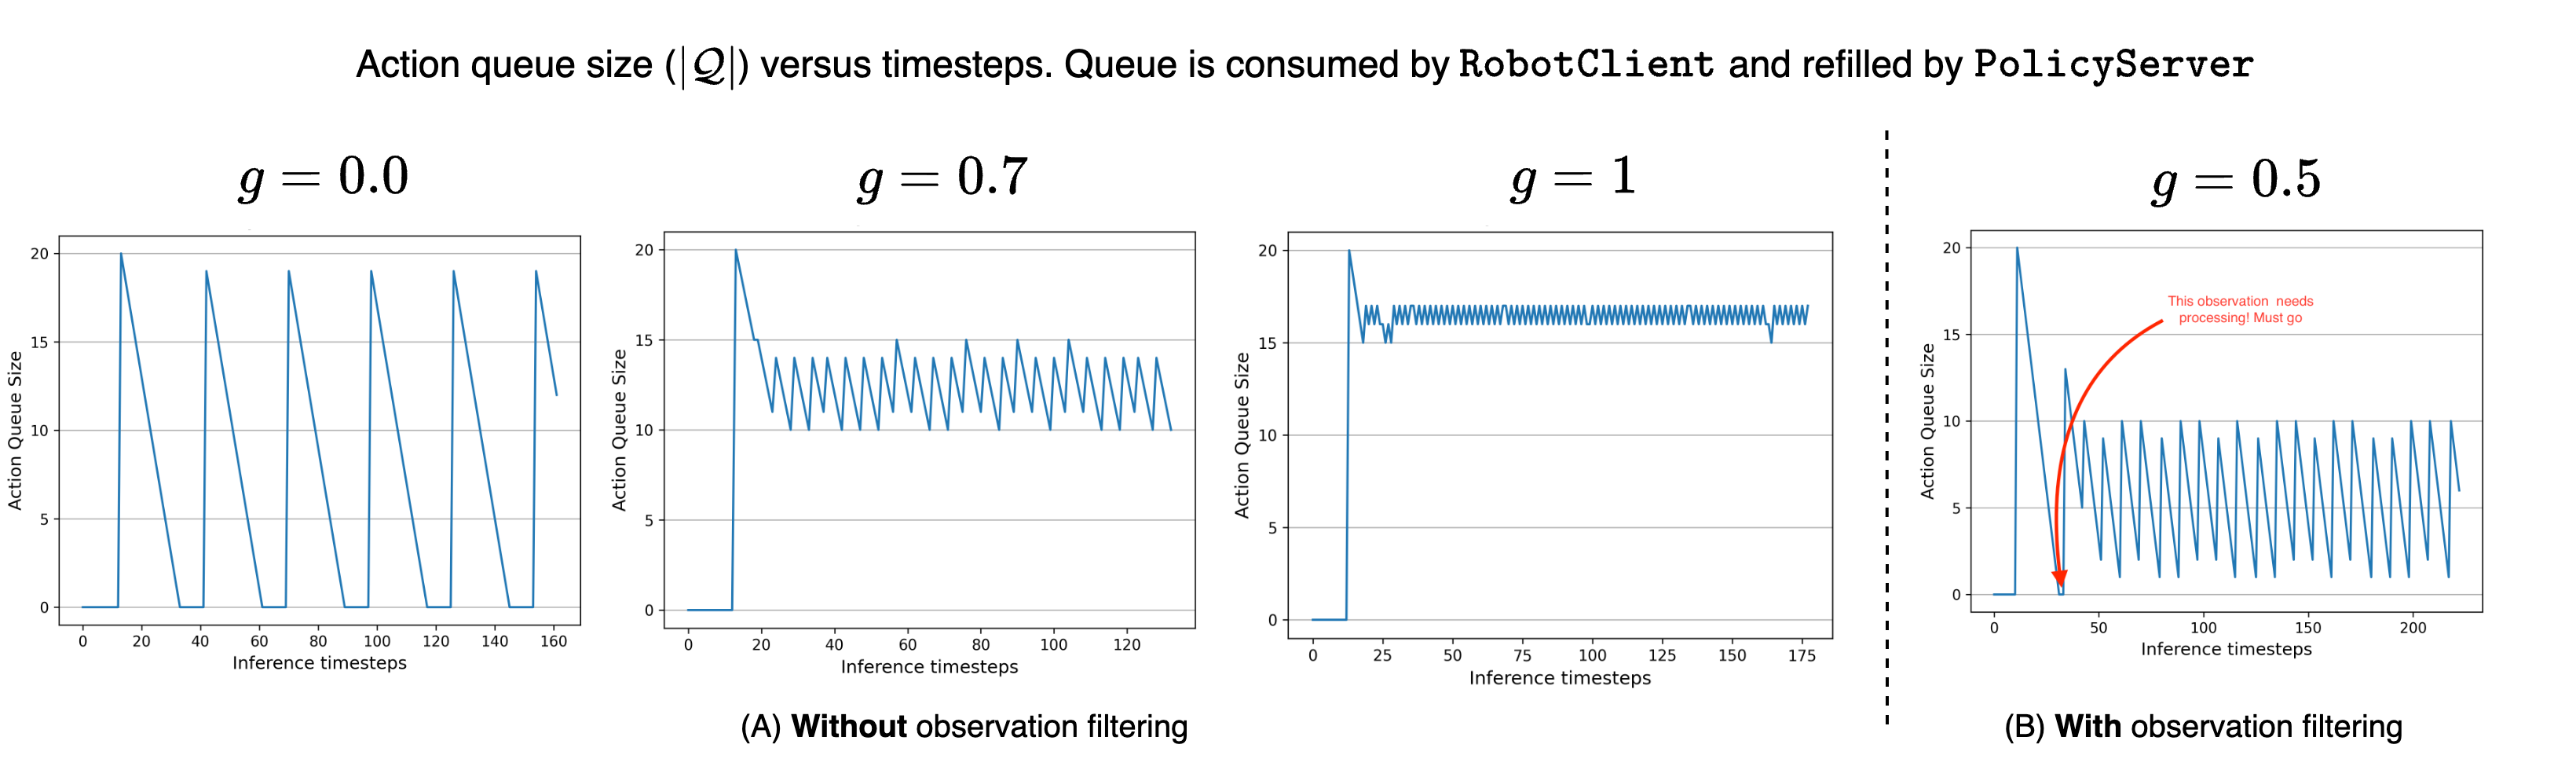 Action queue size (|𝒬|) versus timesteps. Queue is consumed by RobotClient and refilled by PolicyServer
g = 0.0
g = 0.7
g = 1
g = 0.5
Action Queue Size
20
15
10
5
0
0 20 40 60 80 100 120 140 160
Inference timesteps
Action Queue Size
20
15
10
5
0
0 20 40 60 80 100 120
Inference timesteps
Action Queue Size
20
15
10
5
0
0 25 50 75 100 125 150 175
Inference timesteps
(A) Without observation filtering
Action Queue Size
20
15
10
5
0
This observation needs
processing! Must go
0 50 100 150 200
Inference timesteps
(B) With observation filtering